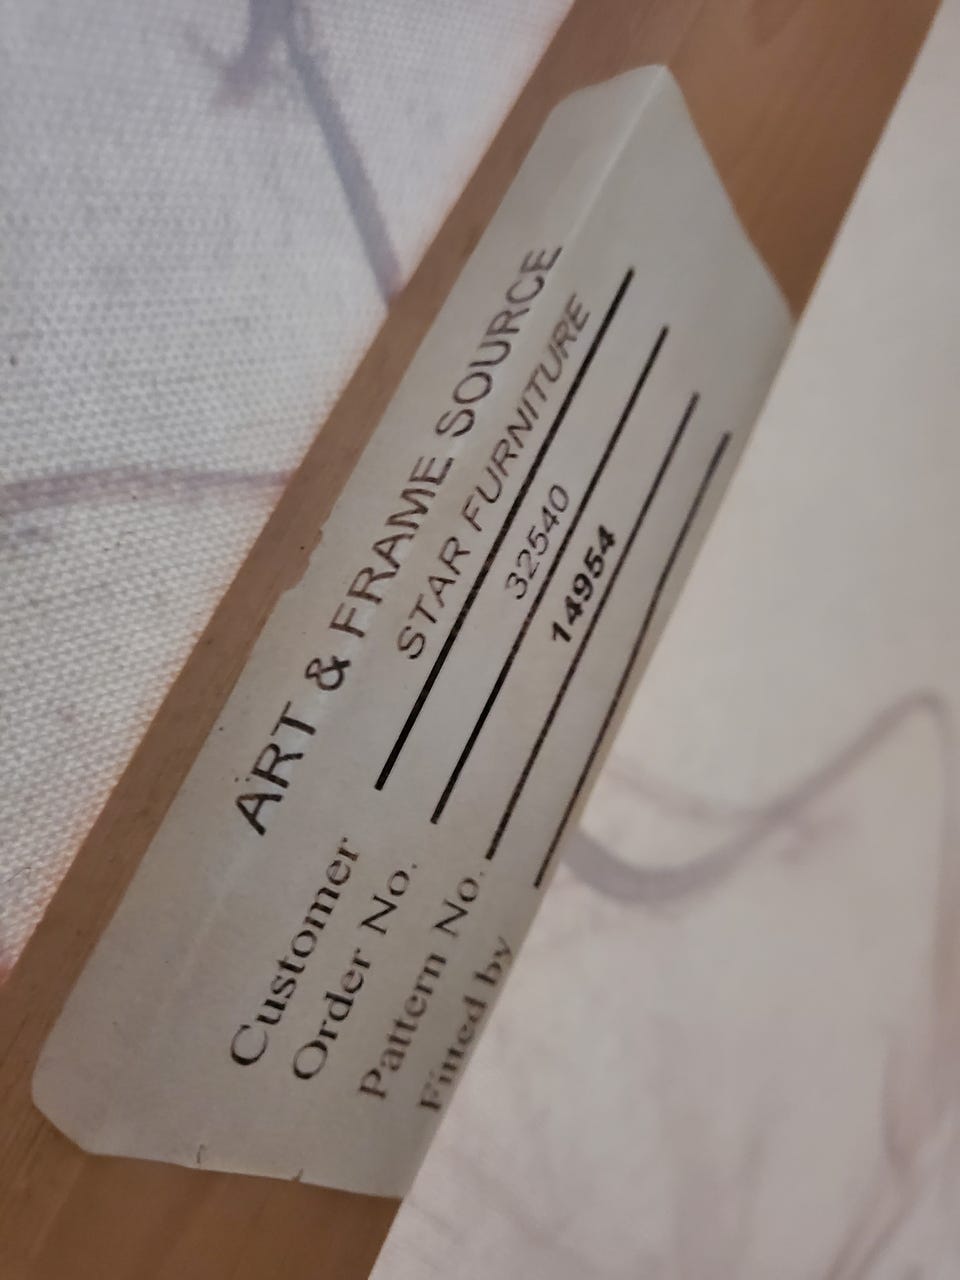 ART & FRAME SOURCE
Customer STAR FURNITURE
Order No. 32540
Pattern No. 14954
Fitted by